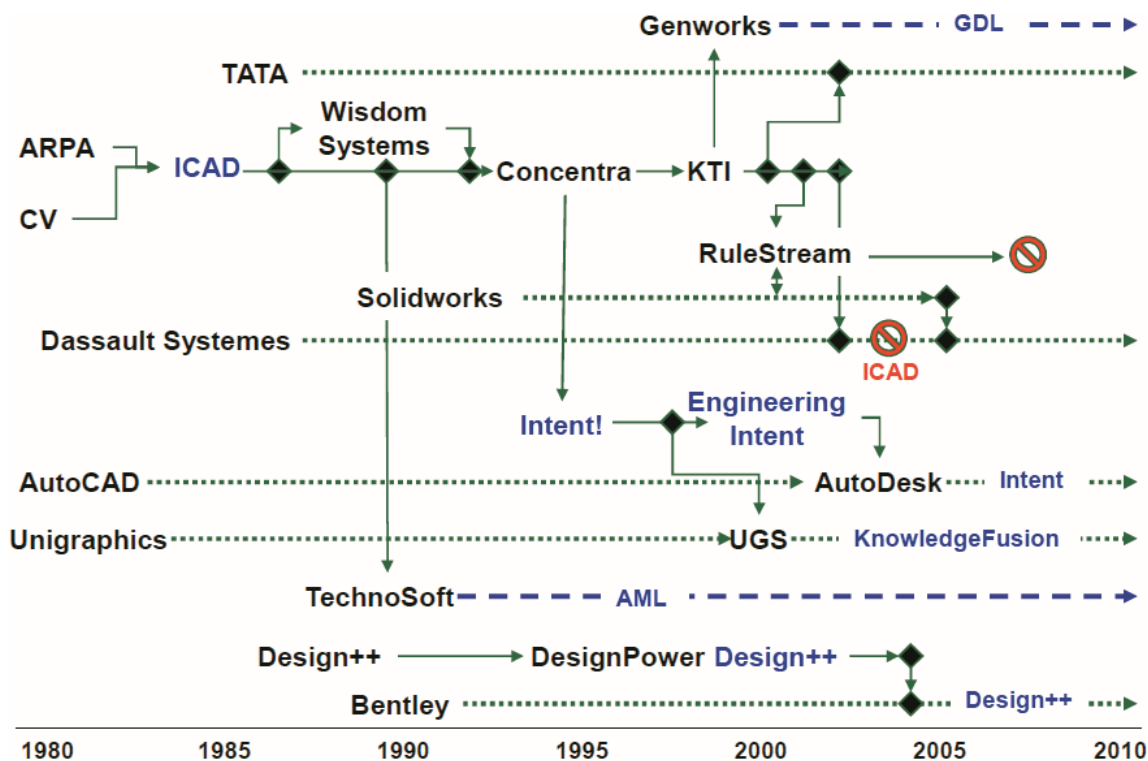 Genworks GDL
TATA
Wisdom
Systems
ARPA
ICAD
Concentra
KTI
CV
RuleStream
Solidworks
Dassault Systemes
ICAD
Engineering
Intent
Intent!
AutoCAD
AutoDesk
Intent
Unigraphics
UGS
KnowledgeFusion
TechnoSoft
AML
Design++
DesignPower Design++
Bentley
Design++
1980 1985 1990 1995 2000 2005 2010